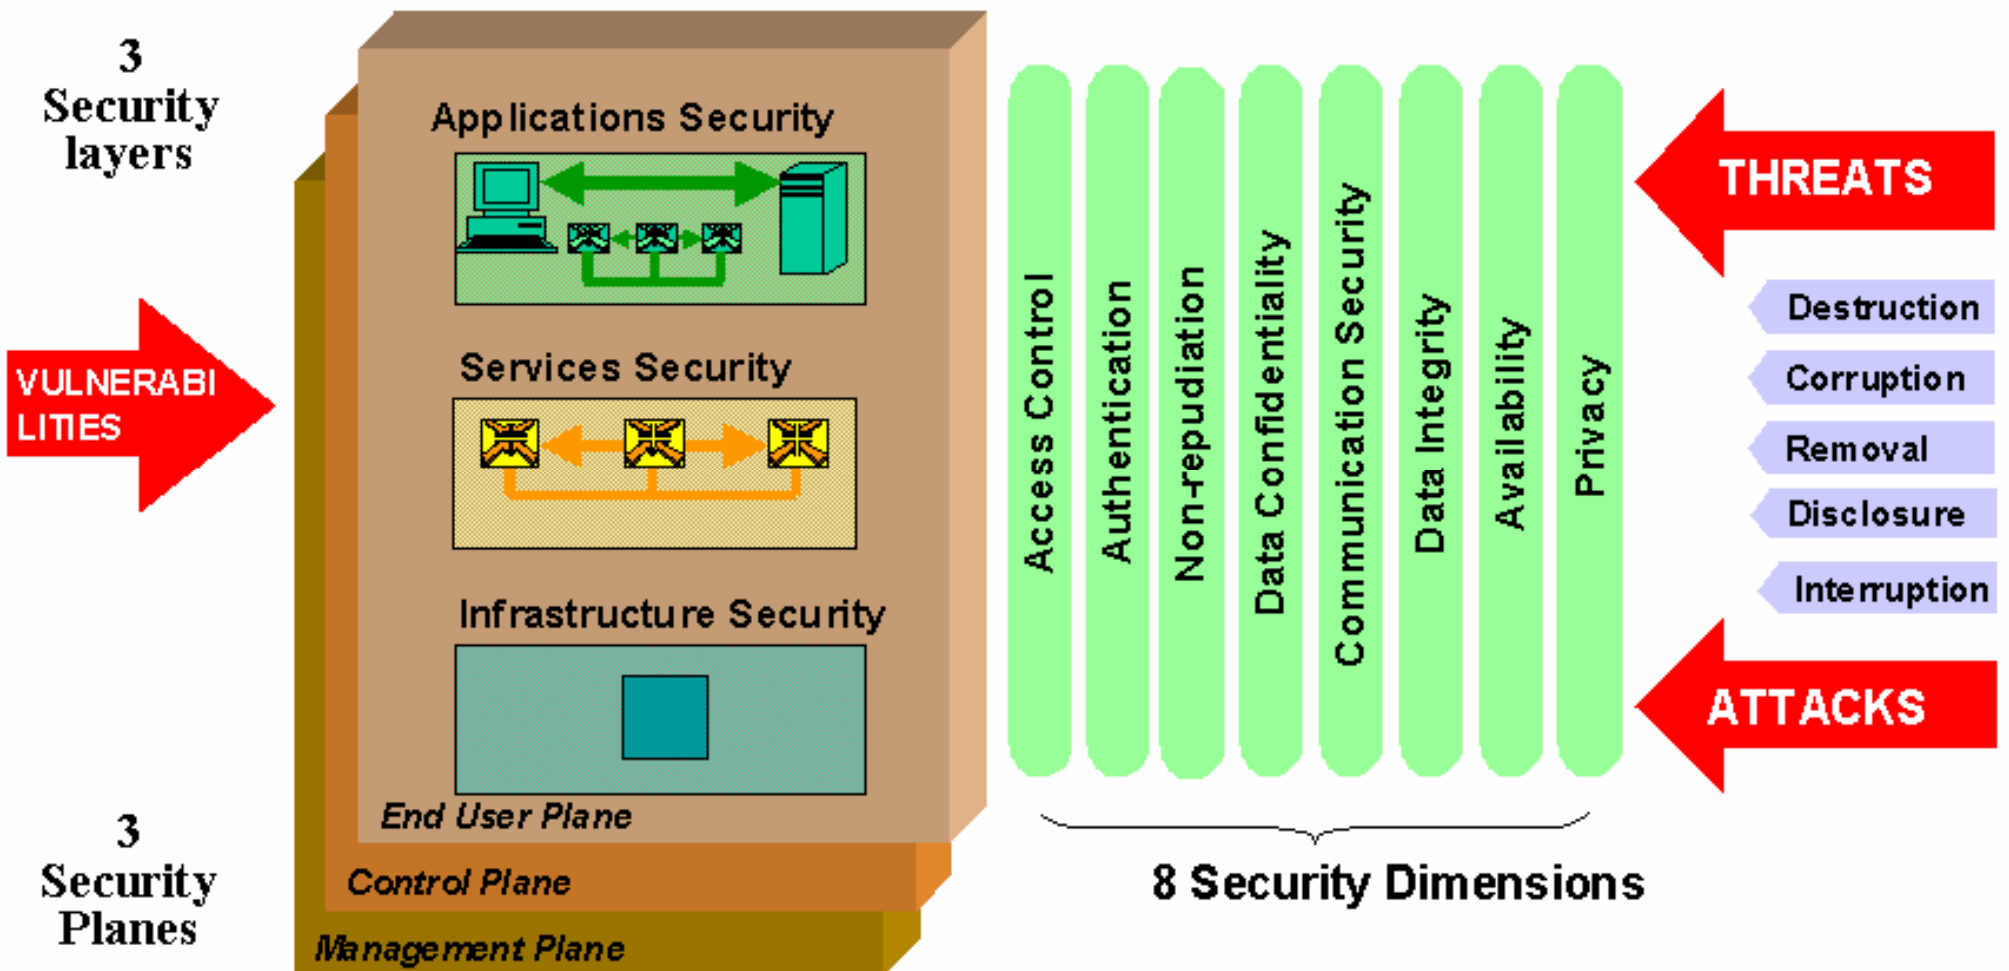 3
Security
layers
Applications Security
Services Security
Infrastructure Security
VULNERABI
LITIES
End User Plane
Control Plane
Management Plane
3
Security
Planes
Access Control
Authentication
Non-repudiation
Data Confidentiality
Communication Security
Data Integrity
Availability
Privacy
8 Security Dimensions
THREATS
Destruction
Corruption
Removal
Disclosure
Interruption
ATTACKS